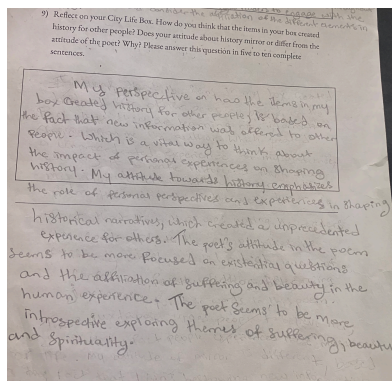 9) Reflect on your City Life Box. How do you think that the items in your box created
history for other people? Does your attitude about history mirror or differ from the
attitude of the poet? Why? Please answer this question in five to ten complete
sentences.
My perspective on how the items in my
box created history for other people, is based on
the fact that new information was offered to other
people. Which is a vital way to think about
the impact of personal experiences on shaping
history. My attitude towards history emphasizes
the role of personal perspectives and experiences in shaping
historical narratives, which created a unprecedented
experience for others. The poet's attitude in the poem
seems to be more focused on existential questions
and the affiliation of suffering and beauty in the
human experience. The poet seems to be more
introspective exploring themes of suffering, beauty
and spirituality.